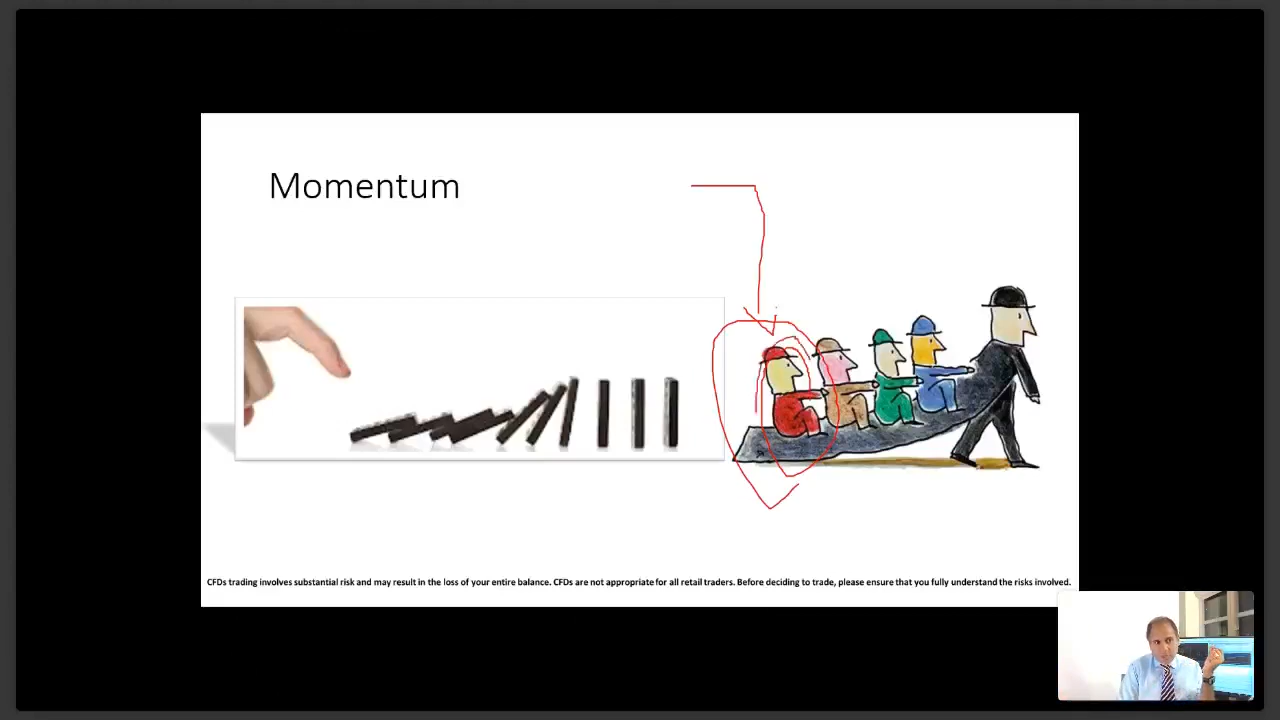 Momentum
CFDs trading involves substantial risk and may result in the loss of your entire balance. CFDs are not appropriate for all retail traders. Before deciding to trade, please ensure that you fully understand the risks involved.